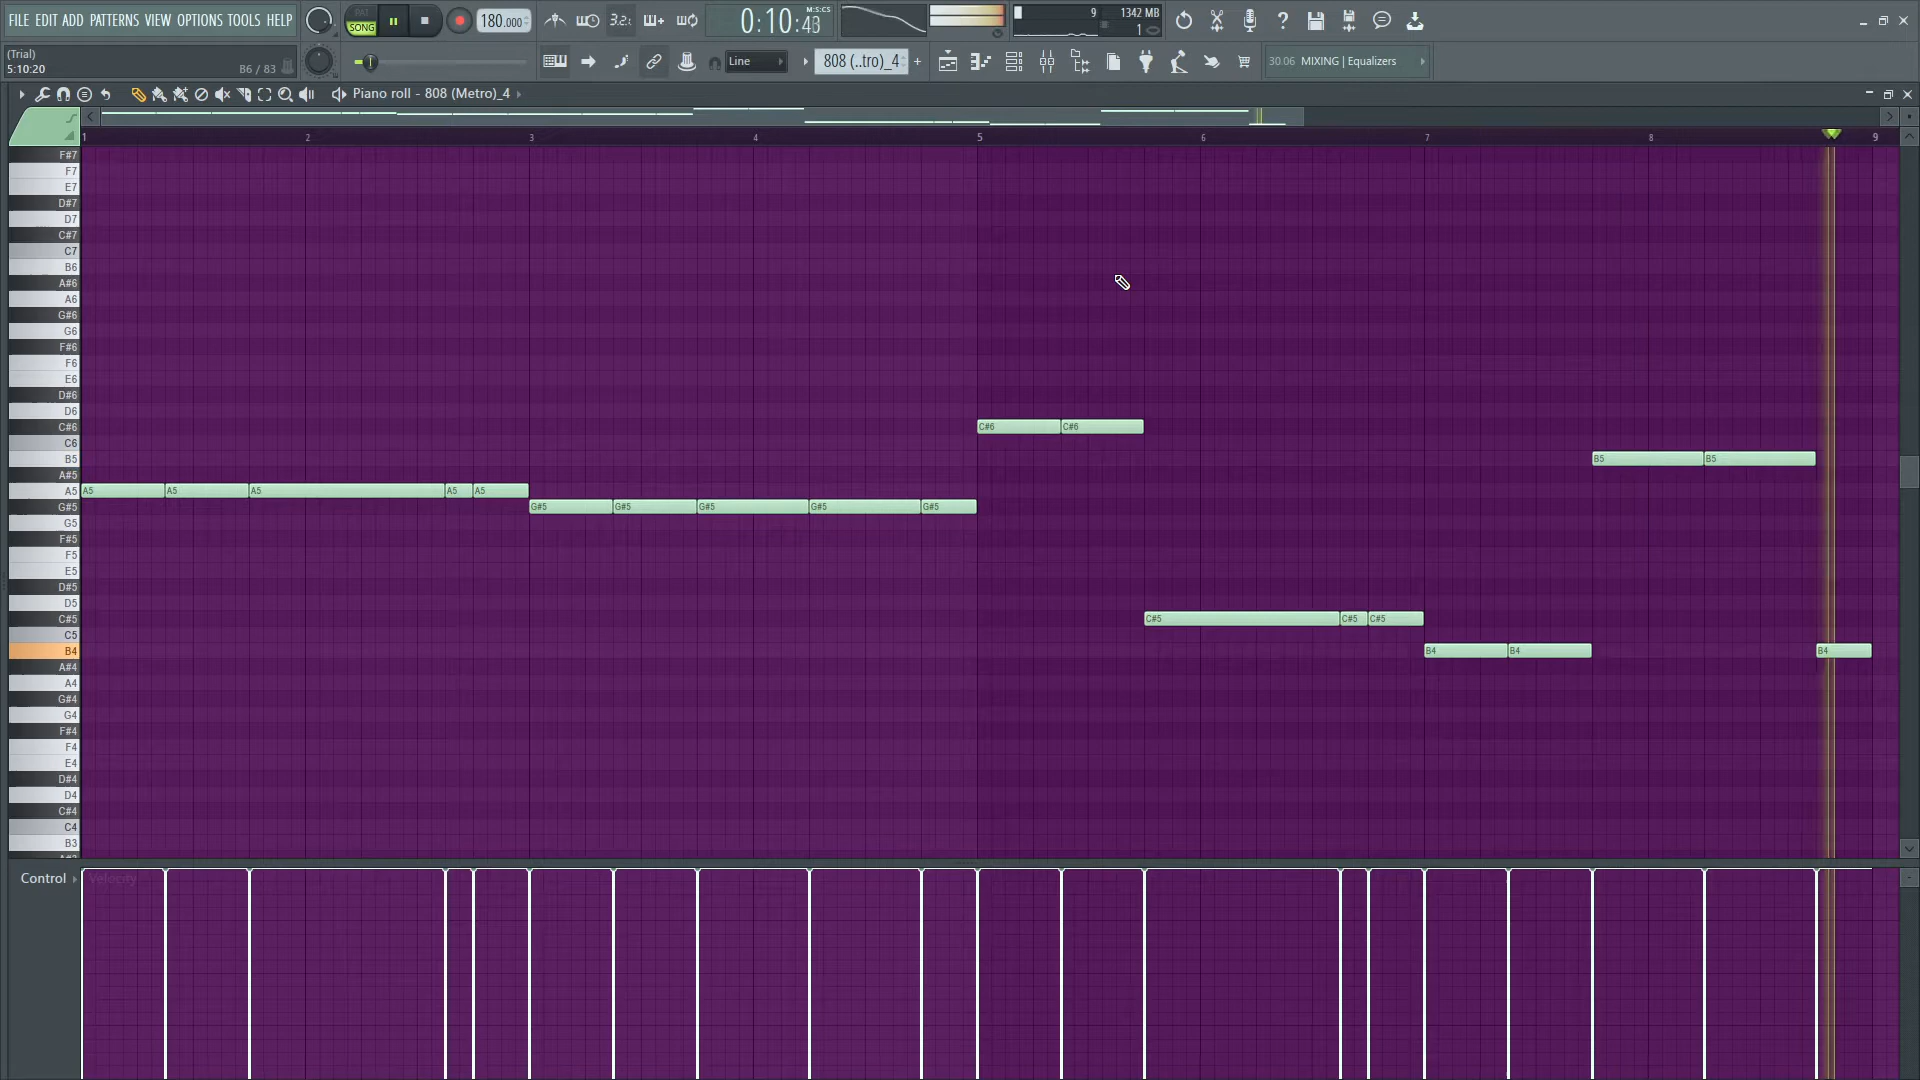 FILE EDIT ADD PATTERNS VIEW OPTIONS TOOLS HELP
PAT
SONG
180.000
3.2.
M:S:CS
0:10:43
9
1342 MB
1
(Trial)
5:10:20
B6 / 83
Line
808 (..tro)_4
30.06 MIXING | Equalizers
Piano roll - 808 (Metro)_4
1 2 3 4 5 6 7 8 9
F#7
F7
E7
D#7
D7
C#7
C7
B6
A#6
A6
G#6
G6
F#6
F6
E6
D#6
D6
C#6 C#6 C#6
C6
B5 B5 B5
A#5
A5 A5 A5 A5 A5 A5
G#5 G#5 G#5 G#5 G#5 G#5
G5
F#5
F5
E5
D#5
D5
C#5 C#5 C#5 C#5
C5
B4 B4 B4 B4
A#4
A4
G#4
G4
F#4
F4
E4
D#4
D4
C#4
C4
B3
Control
Velocity